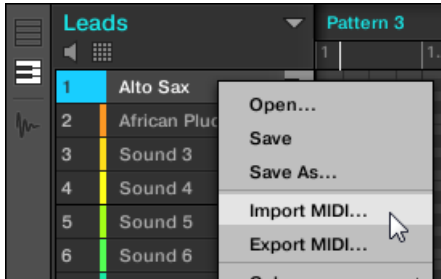 Leads
Pattern 3
1
1.
1 Alto Sax
2 African Pluc
3 Sound 3
4 Sound 4
5 Sound 5
6 Sound 6
Open...
Save
Save As...
Import MIDI...
Export MIDI...